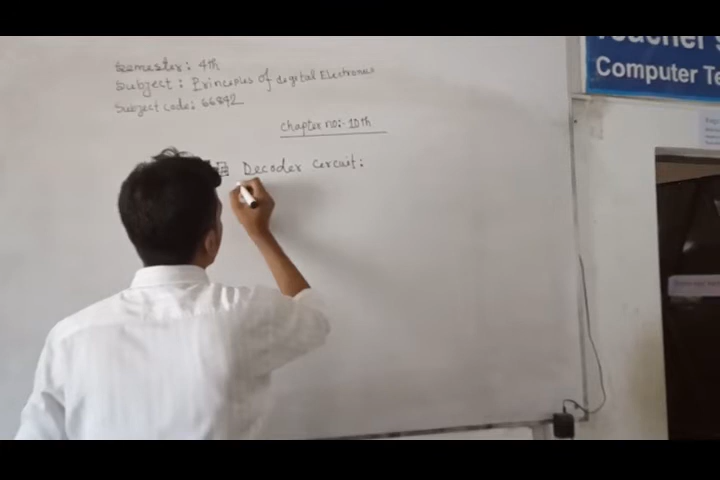 Semester: 4th
Subject: Principles of digital Electronics
Subject code: 66842
Chapter no:- 10th
Decoder circuit:
Computer Te